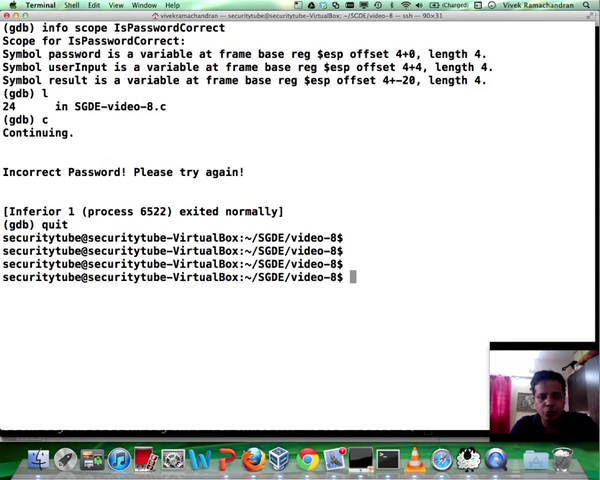 Terminal Shell Edit View Window Help (Charged) Vivek Ramachandran
vivekramachandran — securitytube@securitytube-VirtualBox: ~/SGDE/video-8 — ssh — 90×31
(gdb) info scope IsPasswordCorrect
Scope for IsPasswordCorrect:
Symbol password is a variable at frame base reg $esp offset 4+0, length 4.
Symbol userInput is a variable at frame base reg $esp offset 4+4, length 4.
Symbol result is a variable at frame base reg $esp offset 4+-20, length 4.
(gdb) l
24 in SGDE-video-8.c
(gdb) c
Continuing.
Incorrect Password! Please try again!
[Inferior 1 (process 6522) exited normally]
(gdb) quit
securitytube@securitytube-VirtualBox:~/SGDE/video-8$
securitytube@securitytube-VirtualBox:~/SGDE/video-8$
securitytube@securitytube-VirtualBox:~/SGDE/video-8$
securitytube@securitytube-VirtualBox:~/SGDE/video-8$